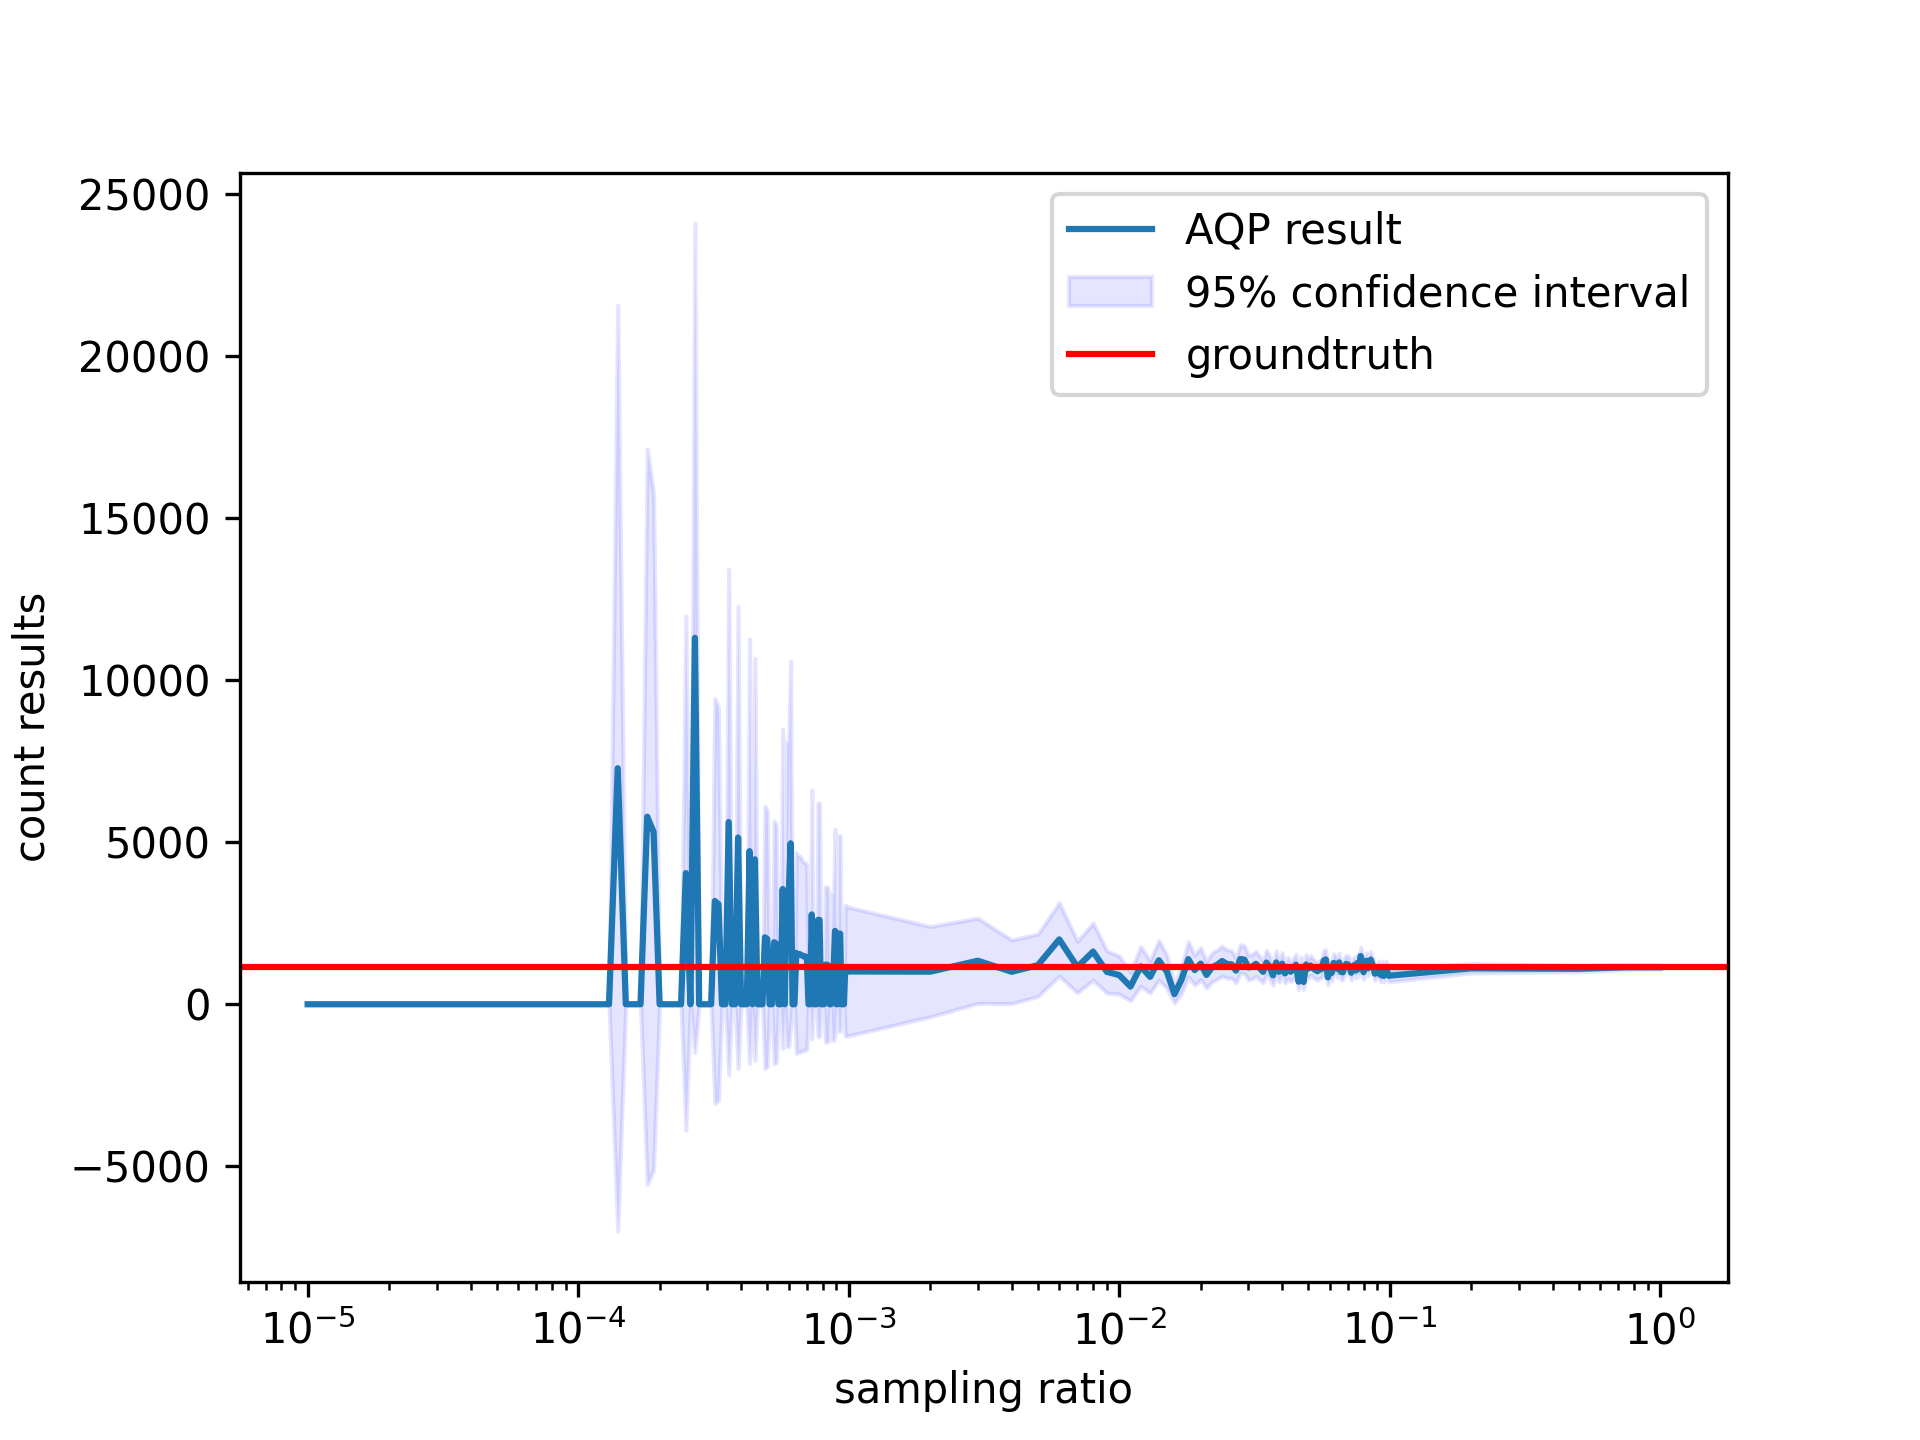 25000
20000
15000
10000
5000
0
−5000
count results
AQP result
95% confidence interval
groundtruth
10⁻⁵ 10⁻⁴ 10⁻³ 10⁻² 10⁻¹ 10⁰
sampling ratio